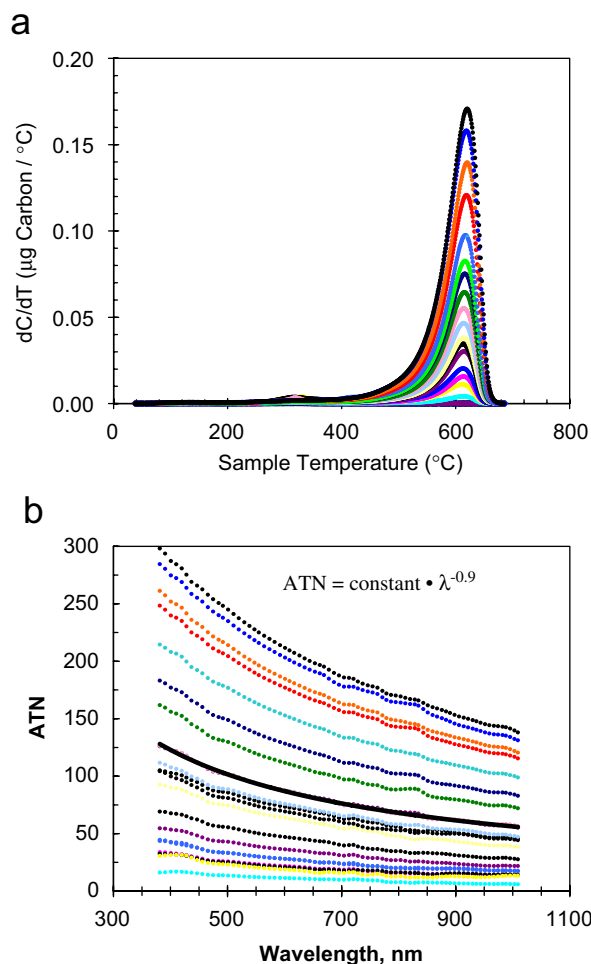 a
0.20
0.15
0.10
0.05
0.00
dC/dT (µg Carbon / °C)
0 200 400 600 800
Sample Temperature (°C)
b
300
250
200
150
100
50
0
ATN
ATN = constant • λ^-0.9
300 500 700 900 1100
Wavelength, nm